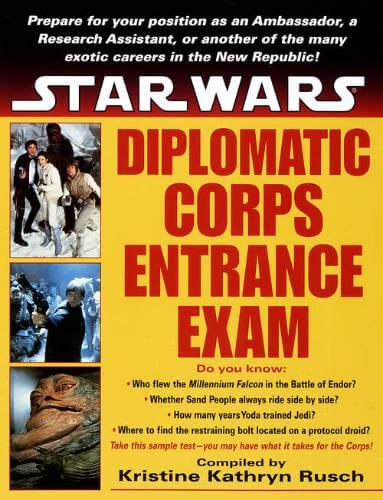 Prepare for your position as an Ambassador, a
Research Assistant, or another of the many
exotic careers in the New Republic!
STAR WARS®
DIPLOMATIC
CORPS
ENTRANCE
EXAM
Do you know:
• Who flew the Millennium Falcon in the Battle of Endor?
• Whether Sand People always ride side by side?
• How many years Yoda trained Jedi?
• Where to find the restraining bolt located on a protocol droid?
Take this sample test—you may have what it takes for the Corps!
Compiled by
Kristine Kathryn Rusch